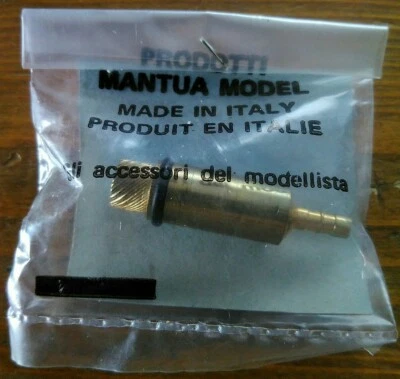 PRODOTTI
MANTUA MODEL
MADE IN ITALY
PRODUIT EN ITALIE
gli accessori del modellista